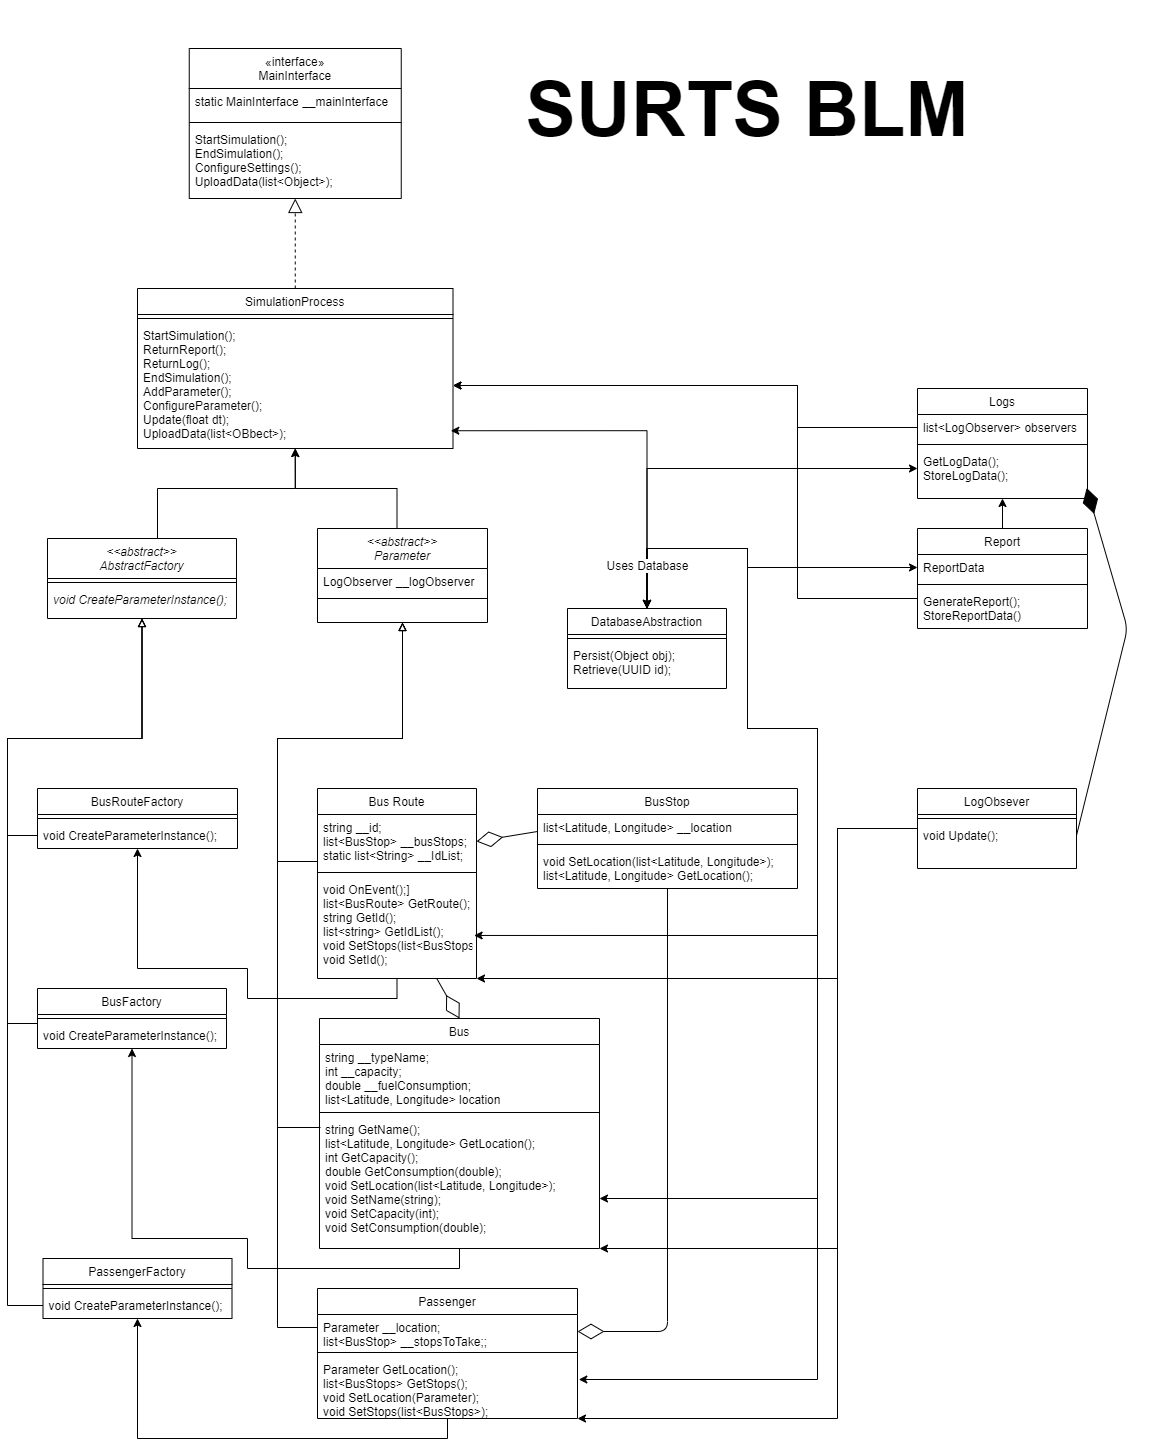 SURTS BLM
«interface»
MainInterface
static MainInterface __mainInterface
StartSimulation();
EndSimulation();
ConfigureSettings();
UploadData(list<Object>);
SimulationProcess
StartSimulation();
ReturnReport();
ReturnLog();
EndSimulation();
AddParameter();
ConfigureParameter();
Update(float dt);
UploadData(list<OBbect>);
Logs
list<LogObserver> observers
GetLogData();
StoreLogData();
<<abstract>>
AbstractFactory
void CreateParameterInstance();
<<abstract>>
Parameter
LogObserver __logObserver
Uses Database
DatabaseAbstraction
Persist(Object obj);
Retrieve(UUID id);
Report
ReportData
GenerateReport();
StoreReportData()
BusRouteFactory
void CreateParameterInstance();
Bus Route
string __id;
list<BusStop> __busStops;
static list<String> __IdList;
void OnEvent();]
list<BusRoute> GetRoute();
string GetId();
list<string> GetIdList();
void SetStops(list<BusStops
void SetId();
BusStop
list<Latitude, Longitude> __location
void SetLocation(list<Latitude, Longitude>);
list<Latitude, Longitude> GetLocation();
LogObsever
void Update();
BusFactory
void CreateParameterInstance();
Bus
string __typeName;
int __capacity;
double __fuelConsumption;
list<Latitude, Longitude> location
string GetName();
list<Latitude, Longitude> GetLocation();
int GetCapacity();
double GetConsumption(double);
void SetLocation(list<Latitude, Longitude>);
void SetName(string);
void SetCapacity(int);
void SetConsumption(double);
PassengerFactory
void CreateParameterInstance();
Passenger
Parameter __location;
list<BusStop> __stopsToTake;;
Parameter GetLocation();
list<BusStops> GetStops();
void SetLocation(Parameter);
void SetStops(list<BusStops>);